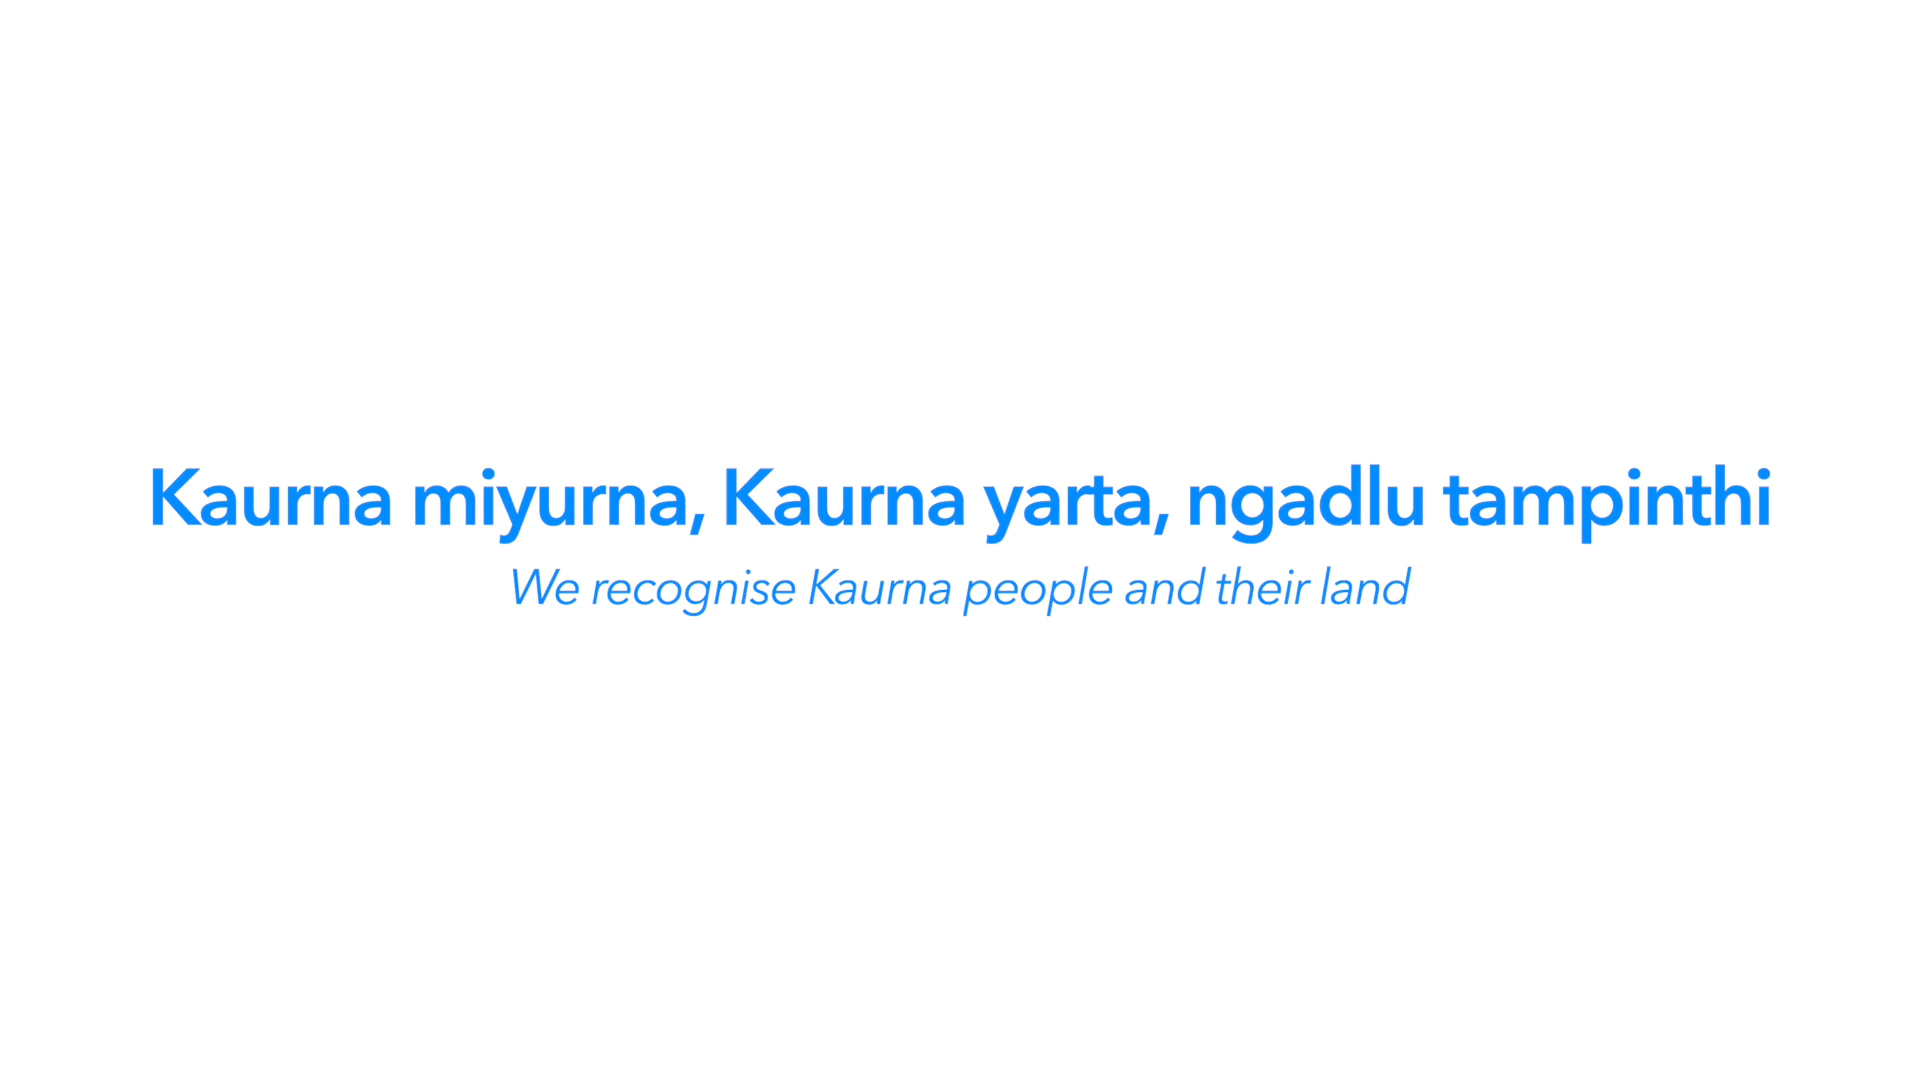 Kaurna miyurna, Kaurna yarta, ngadlu tampinthi
We recognise Kaurna people and their land